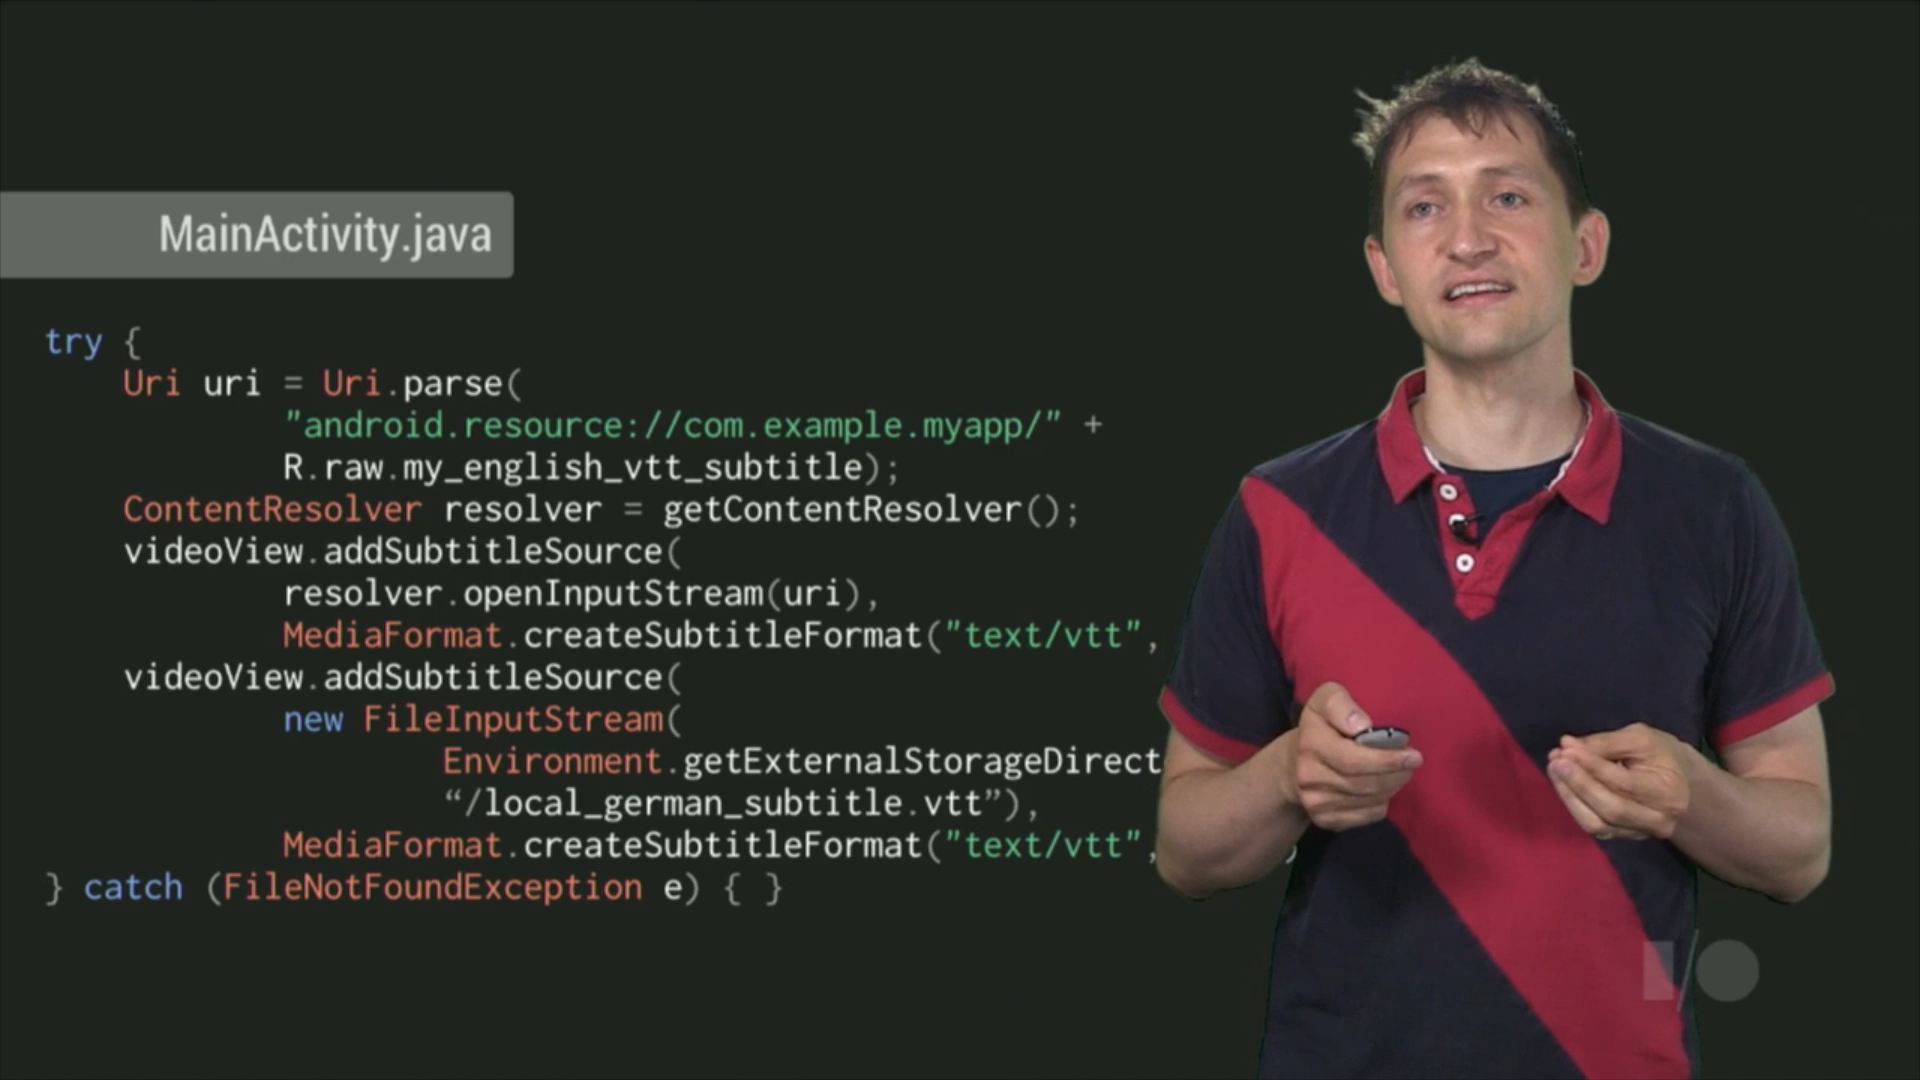 MainActivity.java
try {
Uri uri = Uri.parse(
"android.resource://com.example.myapp/" +
R.raw.my_english_vtt_subtitle);
ContentResolver resolver = getContentResolver();
videoView.addSubtitleSource(
resolver.openInputStream(uri),
MediaFormat.createSubtitleFormat("text/vtt",
videoView.addSubtitleSource(
new FileInputStream(
Environment.getExternalStorageDirect
“/local_german_subtitle.vtt”),
MediaFormat.createSubtitleFormat("text/vtt",
} catch (FileNotFoundException e) { }
I/O